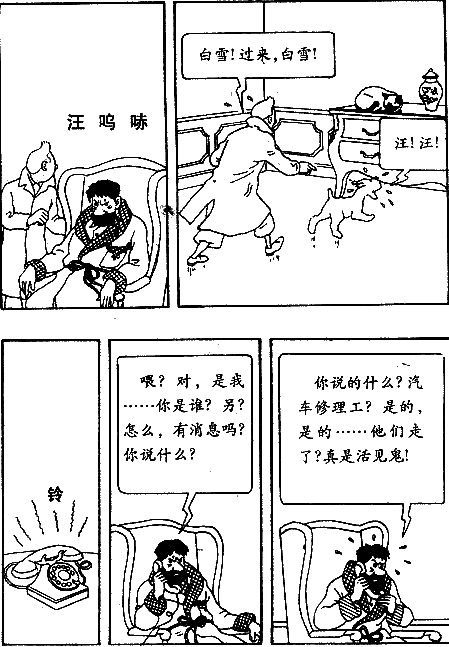 汪 呜 哧
白雪！过来，白雪！
汪！汪！
铃
喂？对，是我
……你是谁？另？
怎么，有消息吗？
你说什么？
你说的什么？汽
车修理工？是的，
是的……他们走
了？真是活见鬼！